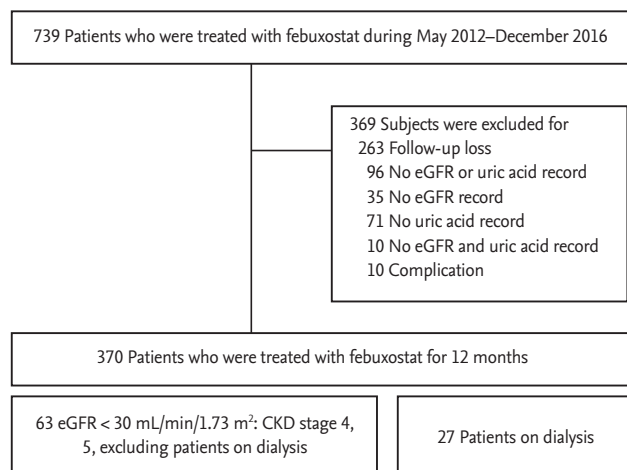 739 Patients who were treated with febuxostat during May 2012–December 2016
369 Subjects were excluded for
263 Follow-up loss
96 No eGFR or uric acid record
35 No eGFR record
71 No uric acid record
10 No eGFR and uric acid record
10 Complication
370 Patients who were treated with febuxostat for 12 months
63 eGFR < 30 mL/min/1.73 m²: CKD stage 4,
5, excluding patients on dialysis
27 Patients on dialysis